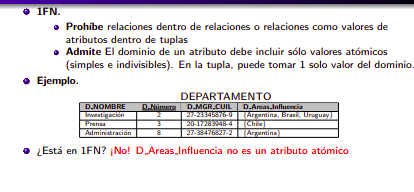 1FN.
Prohíbe relaciones dentro de relaciones o relaciones como valores de
atributos dentro de tuplas
Admite El dominio de un atributo debe incluir sólo valores atómicos
(simples e indivisibles). En la tupla, puede tomar 1 solo valor del dominio.
Ejemplo.
DEPARTAMENTO
D_NOMBRE D_Número D_MGR_CUIL D_Areas_Influencia
Investigación 2 27-23345876-9 {Argentina, Brasil, Uruguay}
Prensa 3 20-17283948-4 {Chile}
Administración 8 27-38476827-2 {Argentina}
¿Está en 1FN? ¡No! D_Areas_Influencia no es un atributo atómico